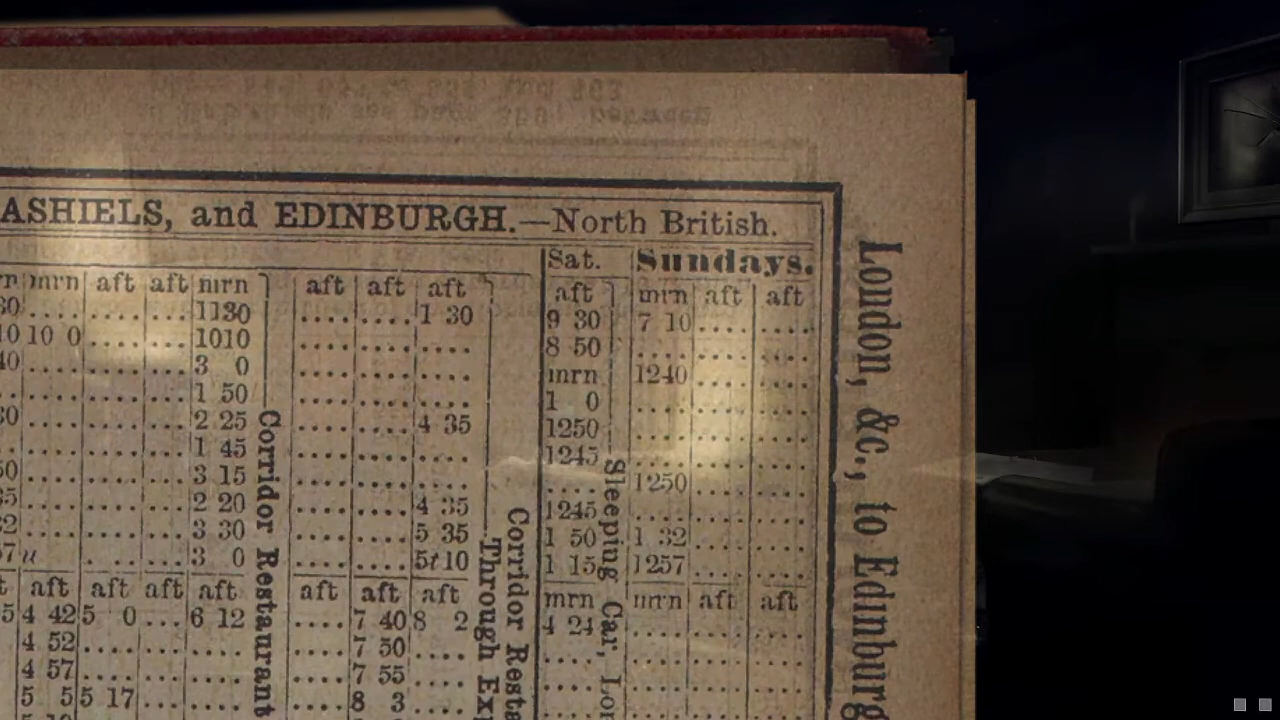 ASHIELS, and EDINBURGH.—North British.
Sat. Sundays.
mrn aft aft mrn aft aft aft aft mrn aft aft
.... .... .... 1130 .... .... 1 30 9 30 7 10 .... ....
10 0 .... .... 1010 .... .... .... 8 50 .... .... ....
.... .... .... 3 0 .... .... .... mrn 1240 .... ....
.... .... .... 1 50 .... .... .... 1 0 .... .... ....
.... .... .... 2 25 .... .... 4 35 1250 .... .... ....
.... .... .... 1 45 .... .... .... 1245 .... .... ....
.... .... .... 3 15 .... .... .... .... 1250 .... ....
.... .... .... 2 20 .... .... 4 35 1245 .... .... ....
.... .... .... 3 30 .... .... 5 35 1 50 1 32 .... ....
u .... .... 3 0 .... .... 5t10 1 15 1257 .... ....
aft aft aft aft aft aft aft mrn mrn aft aft
4 42 5 0 ... 6 12 .... 7 40 8 2 4 24 .... .... ....
4 52 .... .... .... 7 50 .... .... .... .... ....
4 57 .... .... .... 7 55 .... .... .... .... ....
5 5 5 17 .... .... .... 8 3 .... .... .... .... ....
Corridor Restaurant
Through Exp
Corridor Resta
Sleeping Car, Lon
London, &c., to Edinburg